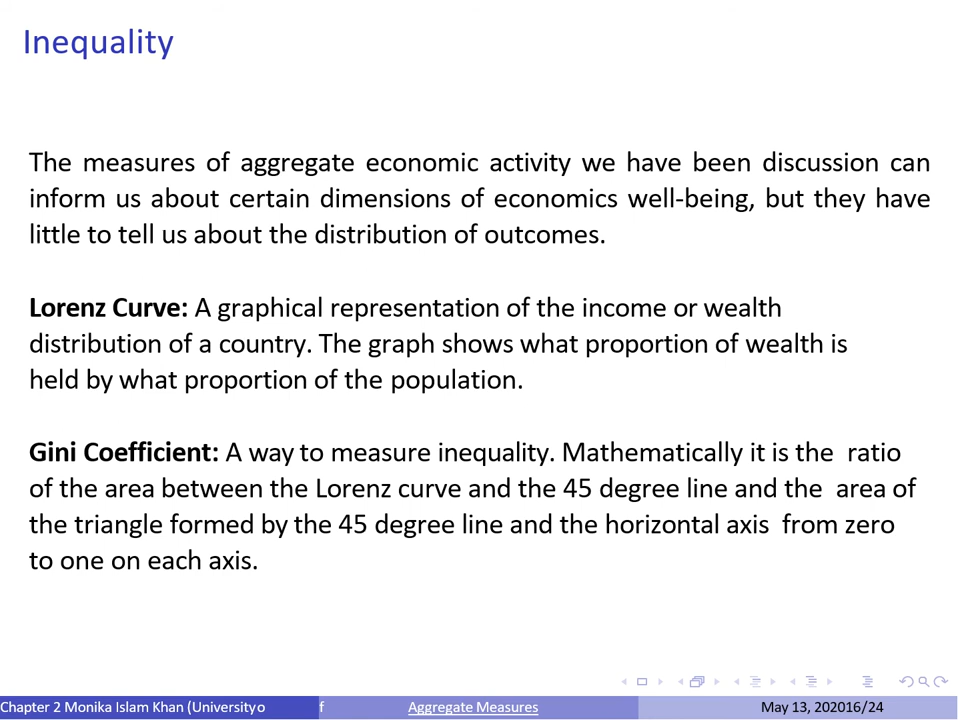 Inequality
The measures of aggregate economic activity we have been discussion can
inform us about certain dimensions of economics well-being, but they have
little to tell us about the distribution of outcomes.
Lorenz Curve: A graphical representation of the income or wealth
distribution of a country. The graph shows what proportion of wealth is
held by what proportion of the population.
Gini Coefficient: A way to measure inequality. Mathematically it is the ratio
of the area between the Lorenz curve and the 45 degree line and the area of
the triangle formed by the 45 degree line and the horizontal axis from zero
to one on each axis.
Chapter 2 Monika Islam Khan (University o f Aggregate Measures May 13, 202016/24